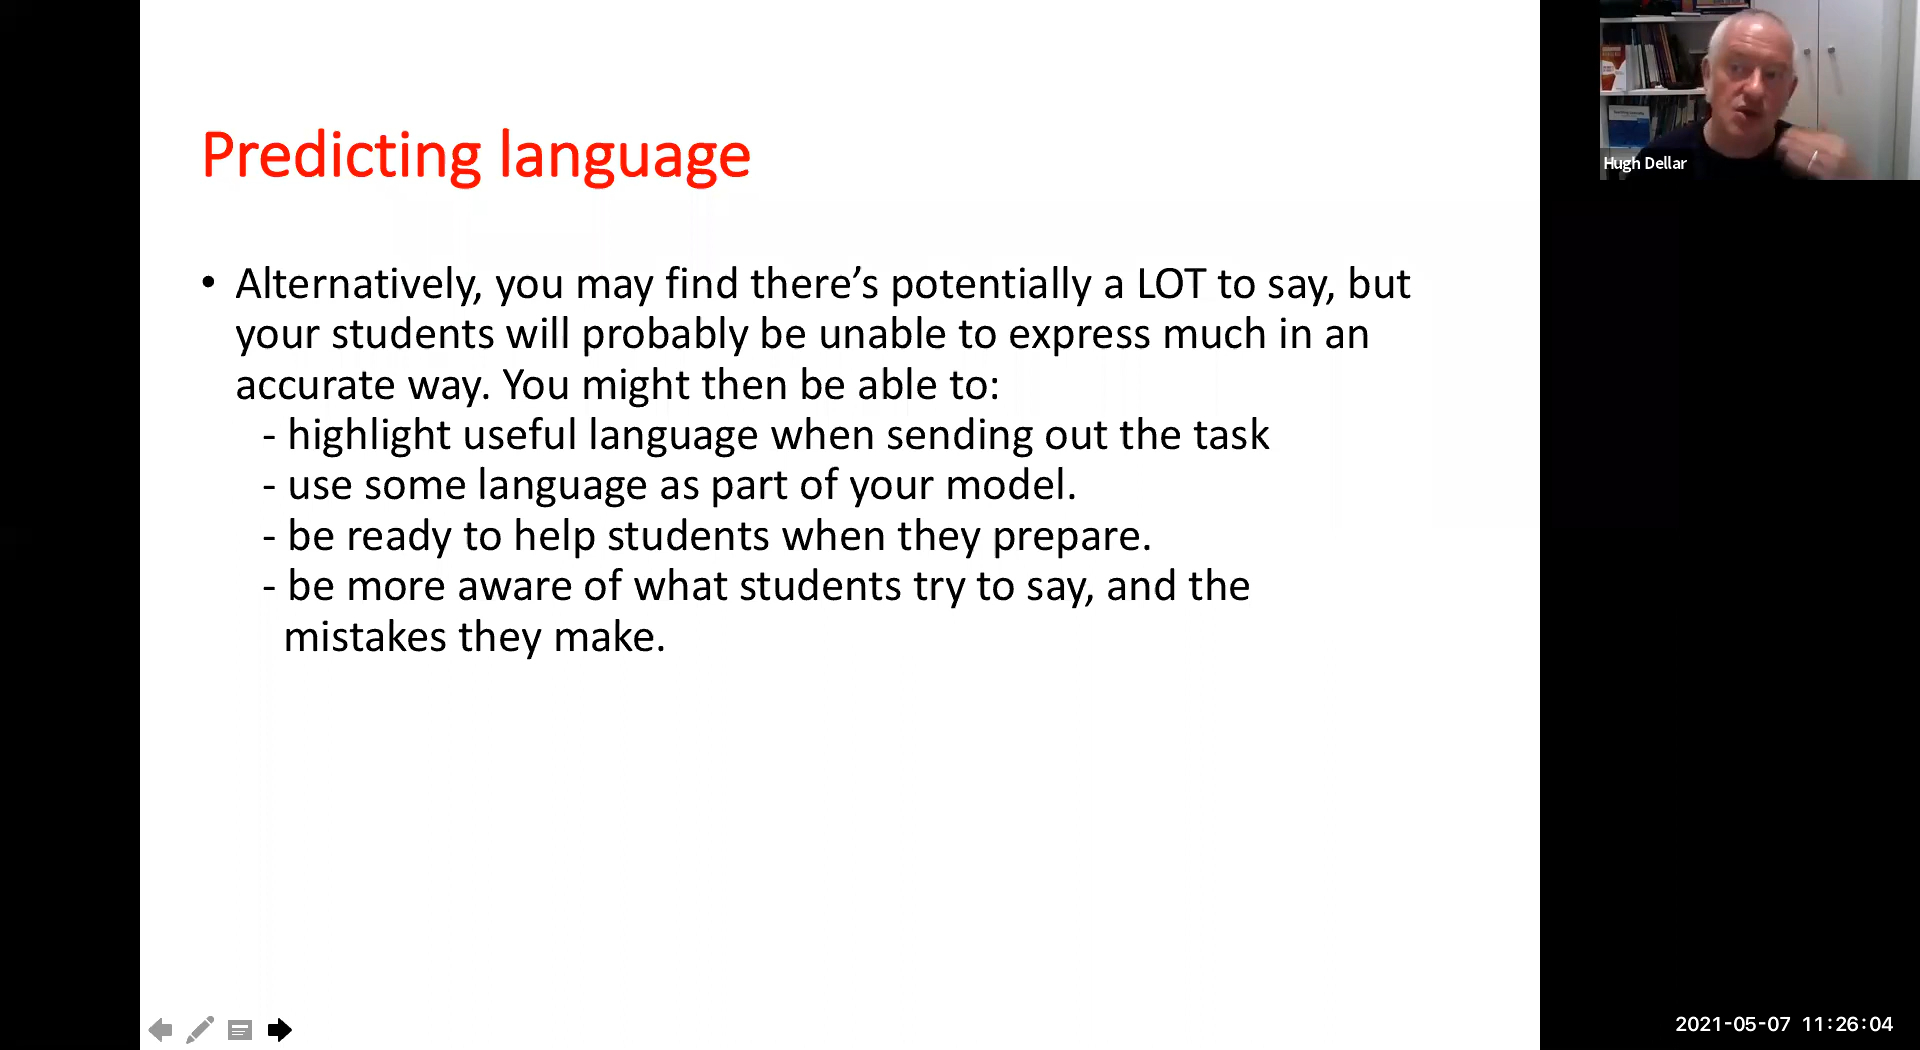 Predicting language
• Alternatively, you may find there’s potentially a LOT to say, but
your students will probably be unable to express much in an
accurate way. You might then be able to:
- highlight useful language when sending out the task
- use some language as part of your model.
- be ready to help students when they prepare.
- be more aware of what students try to say, and the
mistakes they make.
Hugh Dellar
2021-05-07 11:26:04